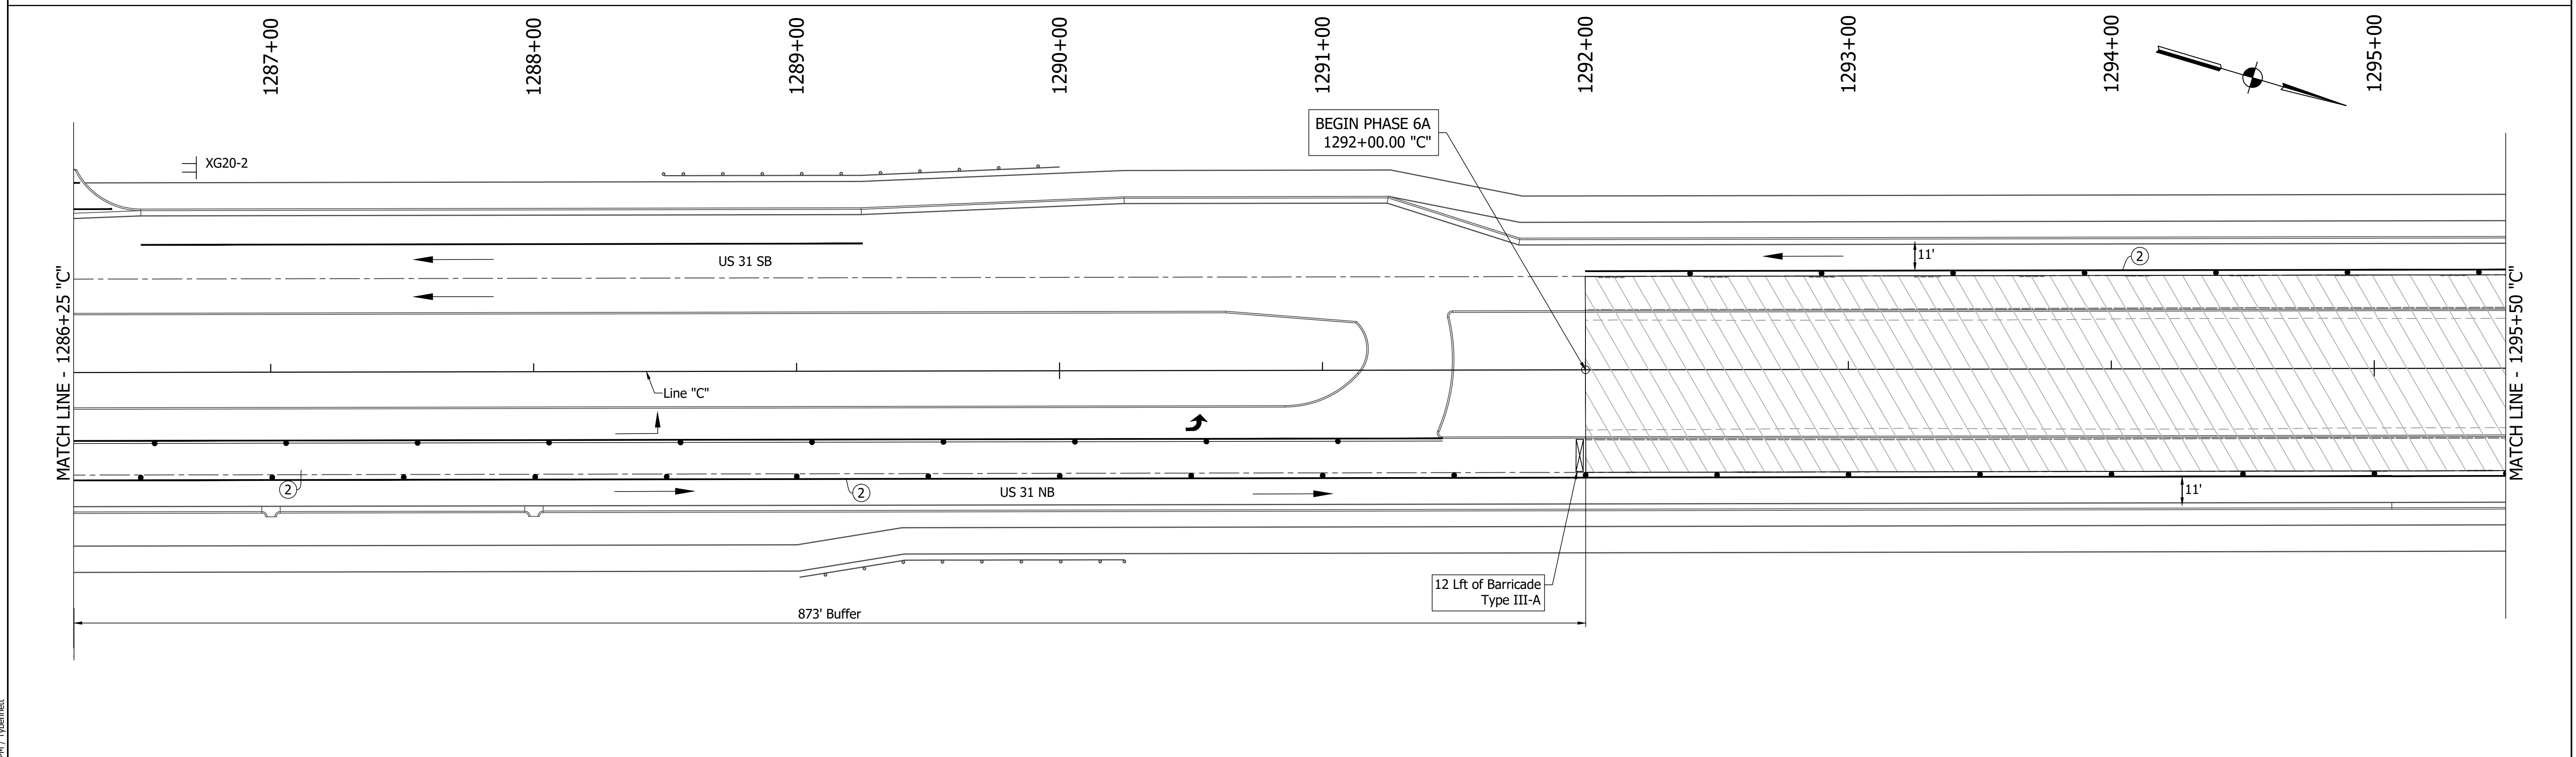 1287+00
1288+00
1289+00
1290+00
1291+00
1292+00
1293+00
1294+00
1295+00
BEGIN PHASE 6A
1292+00.00 "C"
XG20-2
US 31 SB
11'
2
MATCH LINE - 1286+25 "C"
MATCH LINE - 1295+50 "C"
Line "C"
2
2
US 31 NB
11'
12 Lft of Barricade
Type III-A
873' Buffer